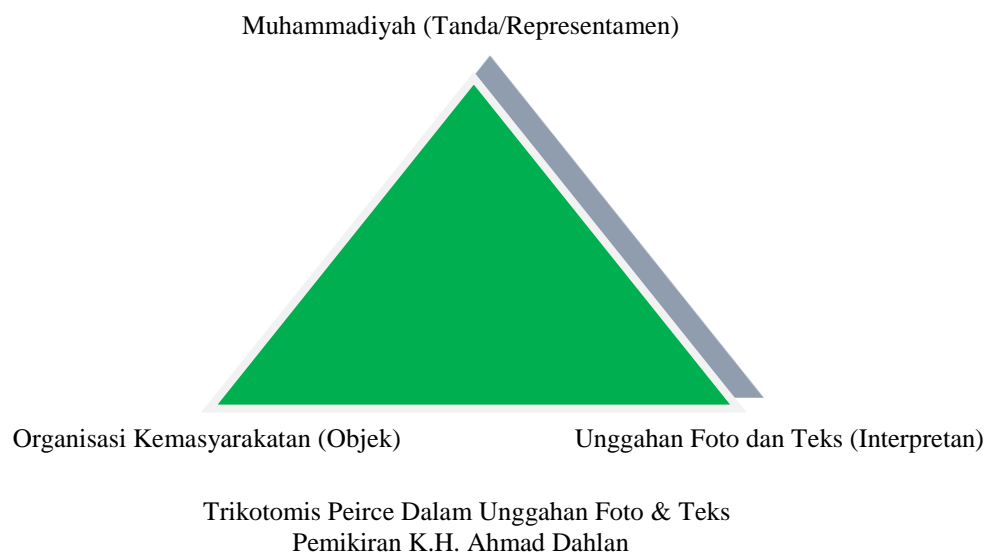 Muhammadiyah (Tanda/Representamen)
Organisasi Kemasyarakatan (Objek)
Unggahan Foto dan Teks (Interpretan)
Trikotomis Peirce Dalam Unggahan Foto & Teks
Pemikiran K.H. Ahmad Dahlan